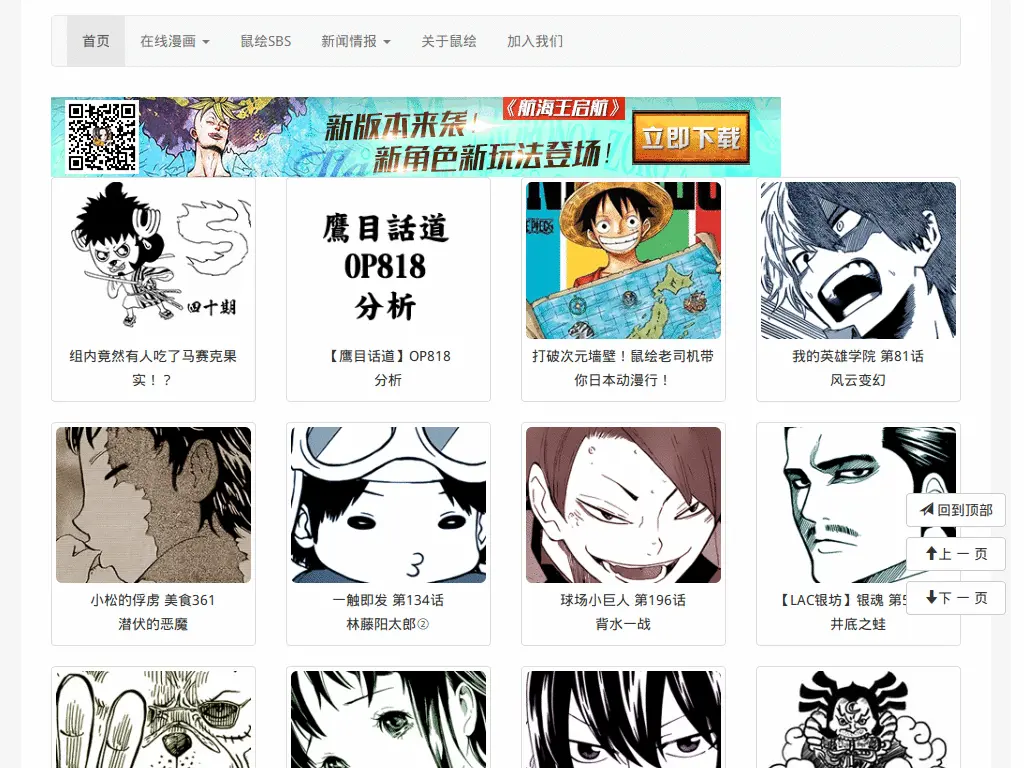 首页
在线漫画
鼠绘SBS
新闻情报
关于鼠绘
加入我们
《航海王启航》
新版本来袭！
新角色新玩法登场！
立即下载
四十期
鷹目話道
OP818
分析
组内竟然有人吃了马赛克果
实！？
【鹰目话道】OP818
分析
打破次元墙壁！鼠绘老司机带
你日本动漫行！
我的英雄学院 第81话
风云变幻
小松的俘虏 美食361
潜伏的恶魔
一触即发 第134话
林藤阳太郎②
球场小巨人 第196话
背水一战
【LAC银坊】银魂 第5
井底之蛙
回到顶部
上 一 页
下 一 页